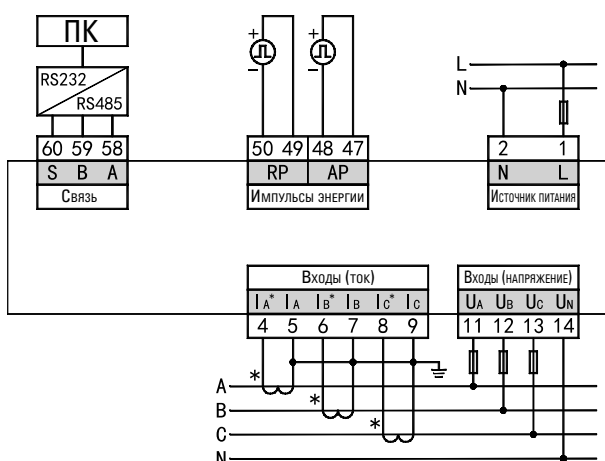 ПК
RS232
RS485
60 59 58
S B A
Связь
+
−
+
−
50 49 48 47
RP AP
Импульсы энергии
L
N
2 1
N L
Источник питания
Входы (ток)
IA* IA IB* IB IC* IC
4 5 6 7 8 9
Входы (напряжение)
UA UB UC UN
11 12 13 14
*
*
*
A
B
C
N